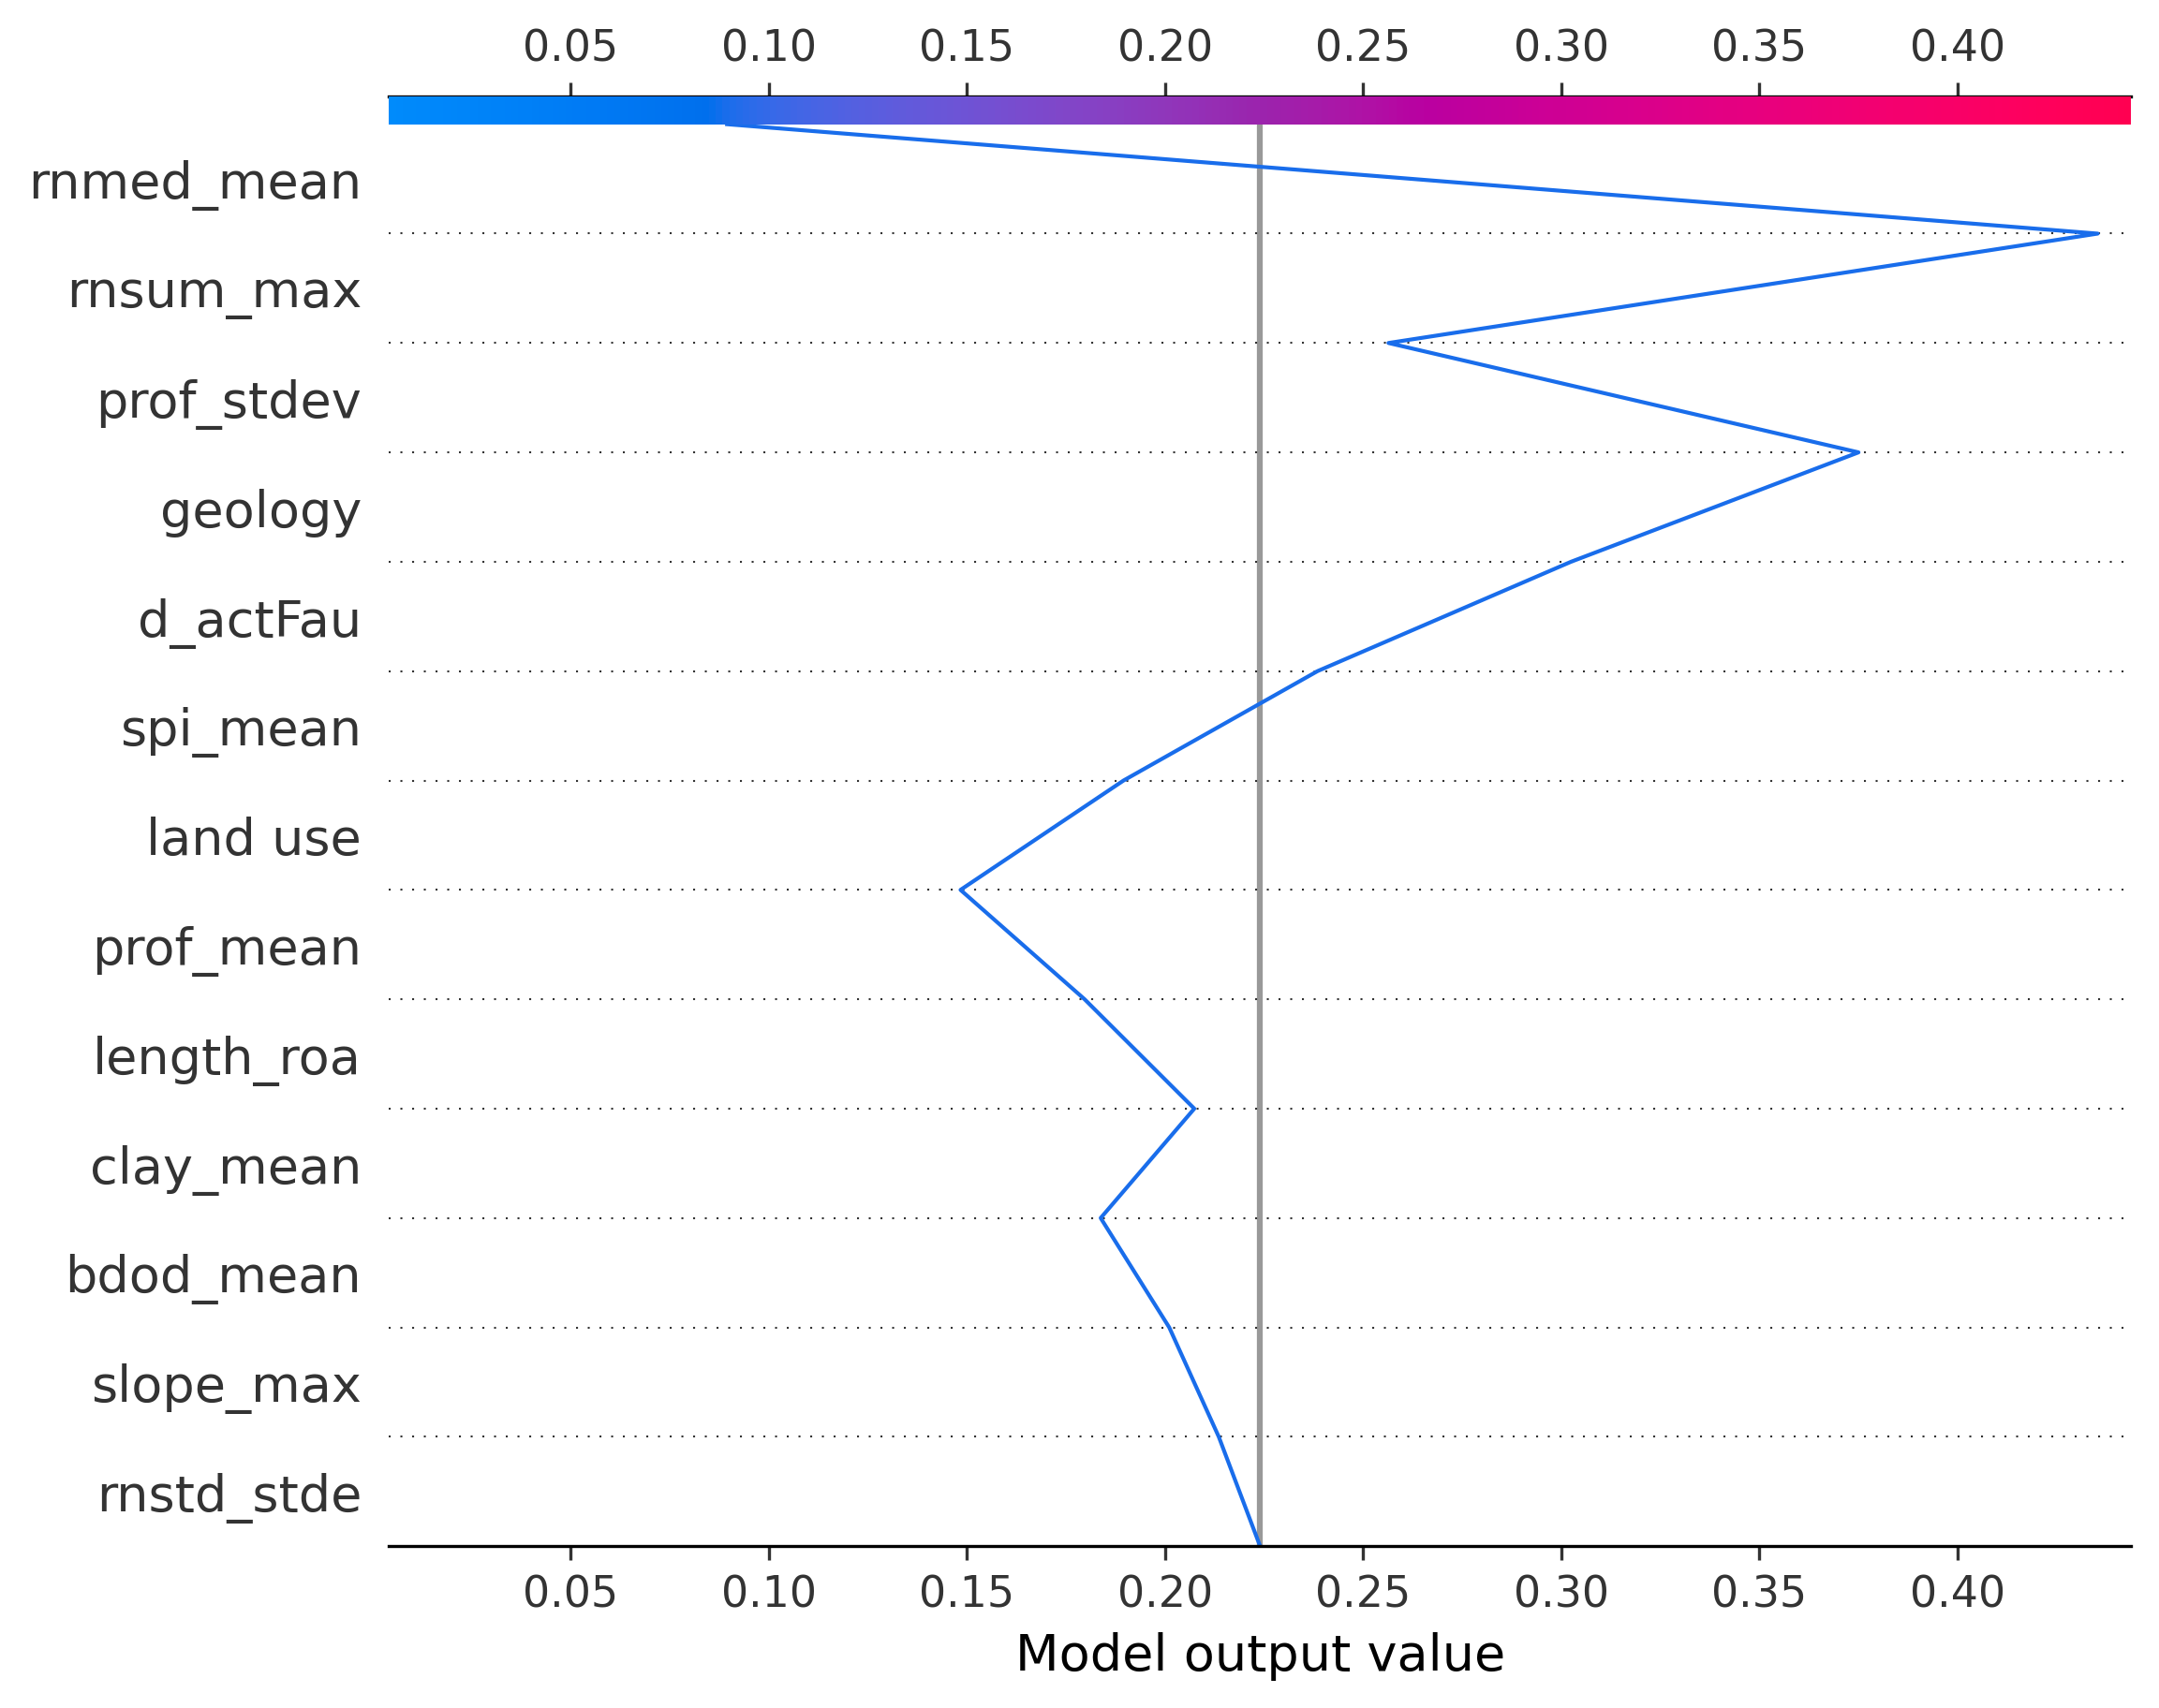 0.05 0.10 0.15 0.20 0.25 0.30 0.35 0.40
rnmed_mean
rnsum_max
prof_stdev
geology
d_actFau
spi_mean
land use
prof_mean
length_roa
clay_mean
bdod_mean
slope_max
rnstd_stde
0.05 0.10 0.15 0.20 0.25 0.30 0.35 0.40
Model output value